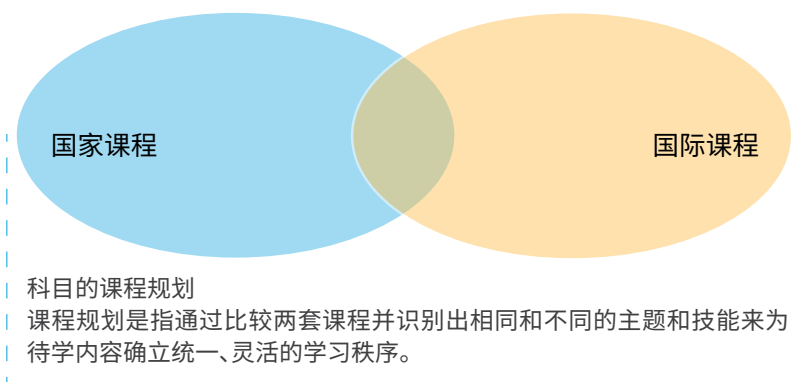 国家课程
国际课程
科目的课程规划
课程规划是指通过比较两套课程并识别出相同和不同的主题和技能来为
待学内容确立统一、灵活的学习秩序。